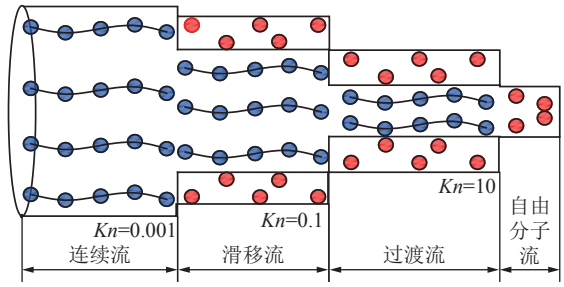 Kn=0.001
Kn=0.1
Kn=10
连续流
滑移流
过渡流
自由
分子
流